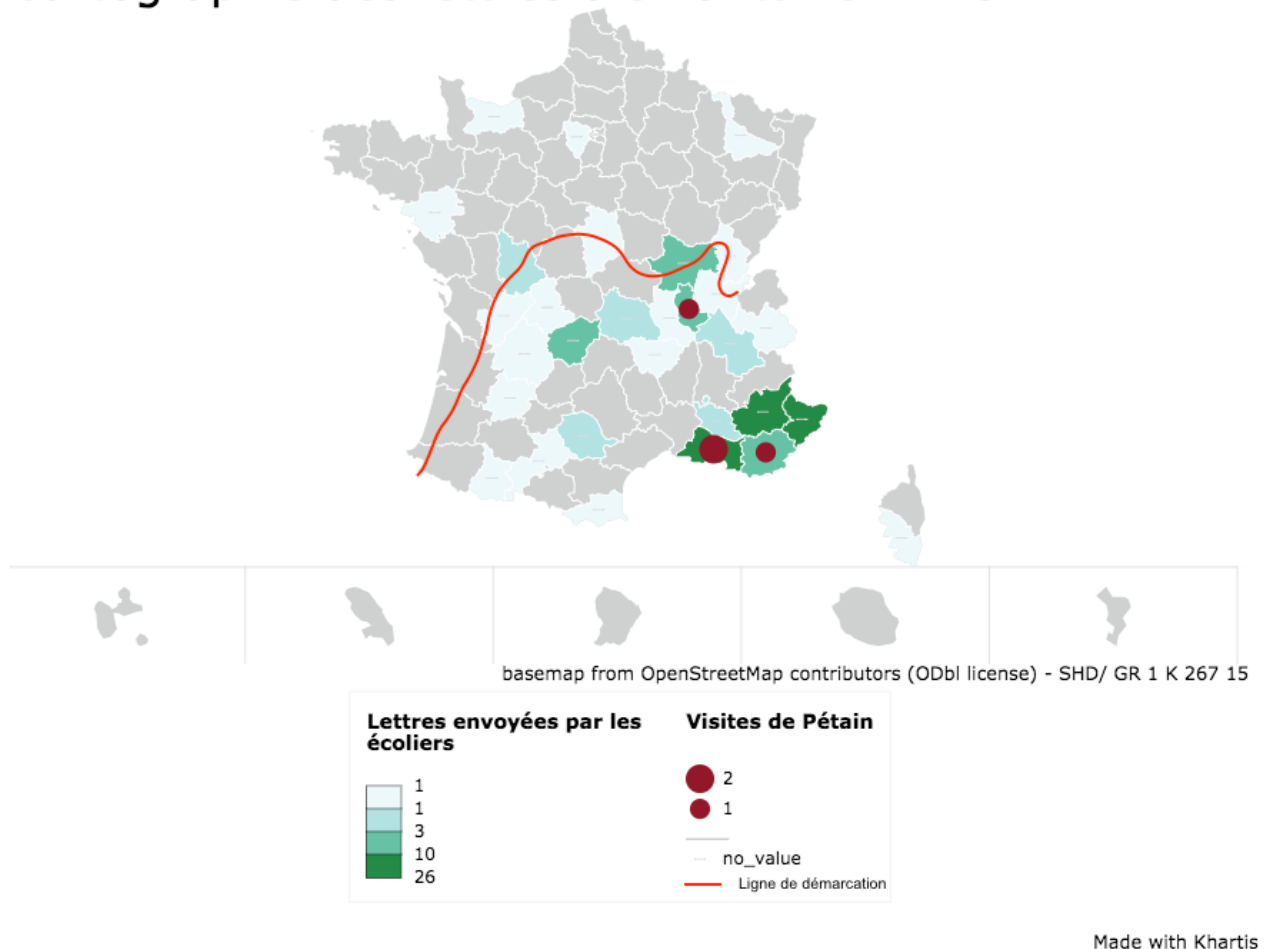 basemap from OpenStreetMap contributors (ODbl license) - SHD/ GR 1 K 267 15
Lettres envoyées par les
écoliers
1
1
3
10
26
Visites de Pétain
2
1
no_value
Ligne de démarcation
Made with Khartis